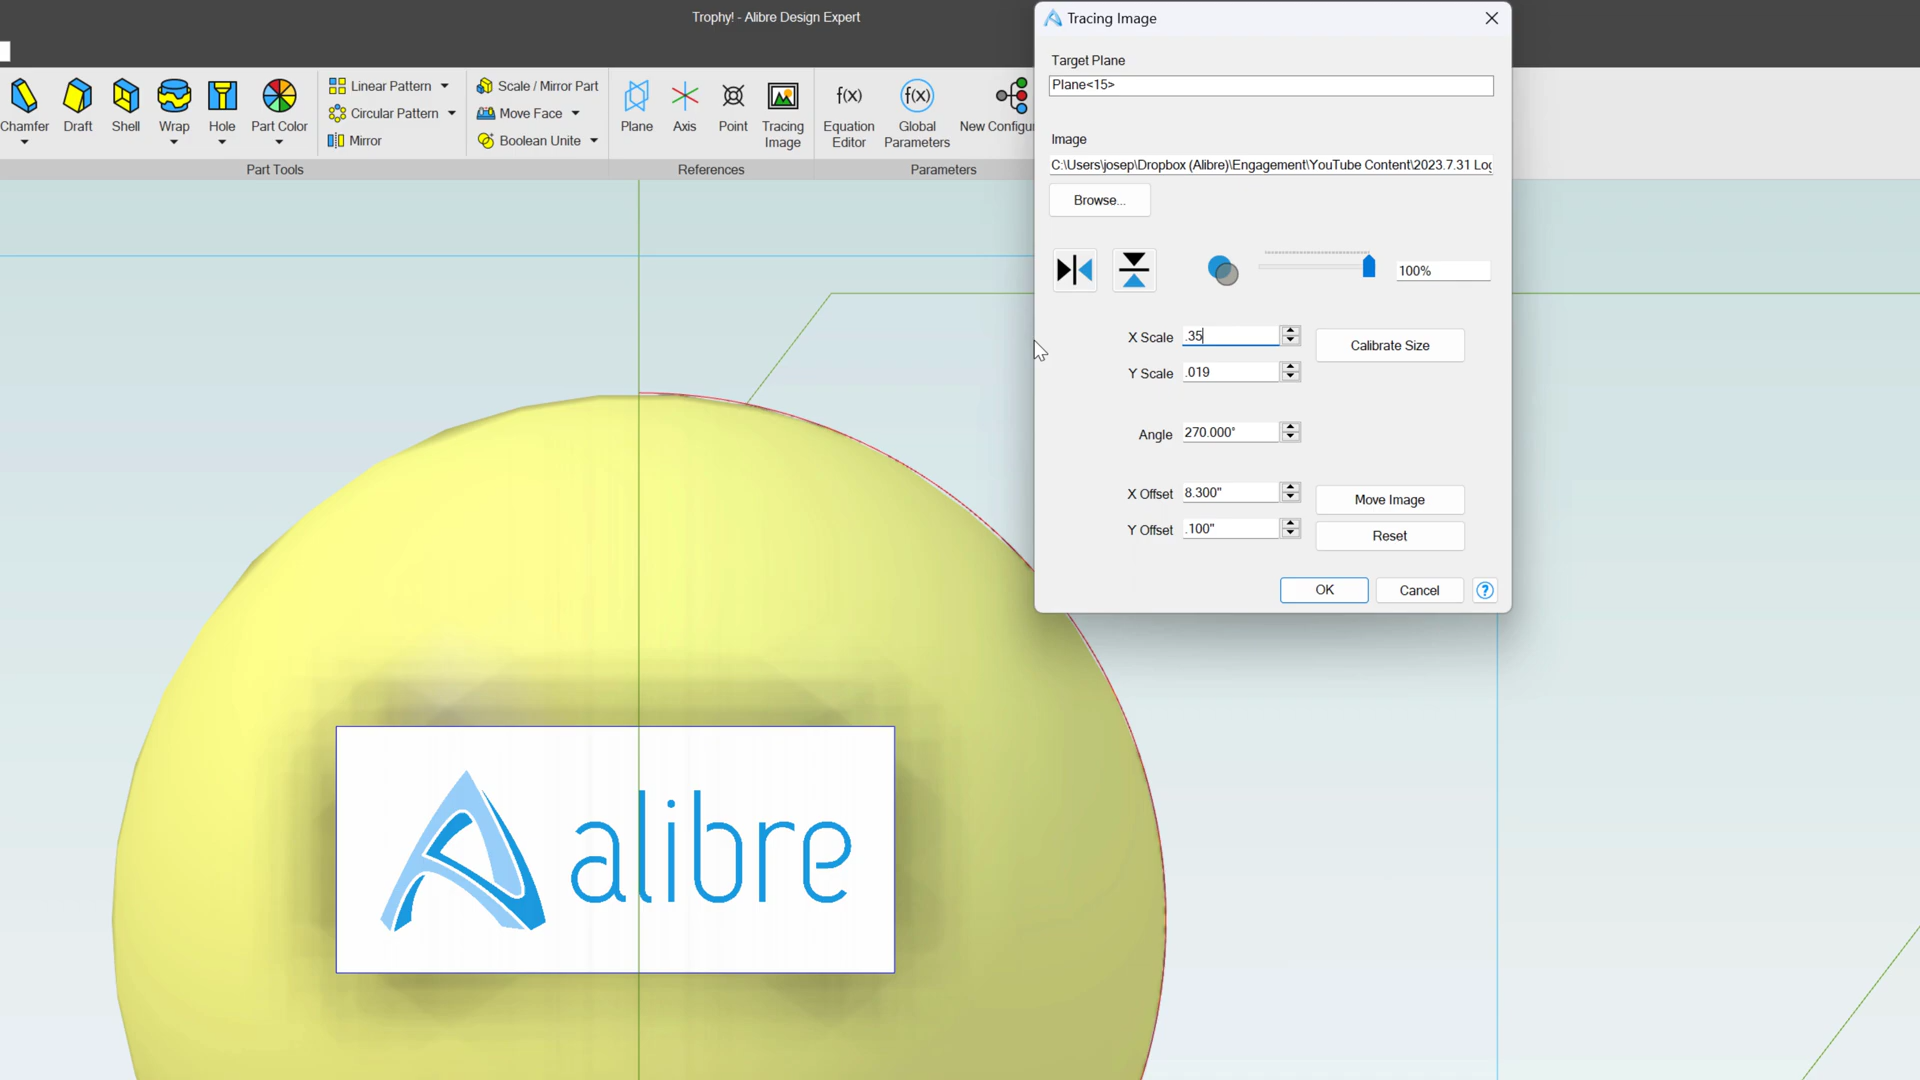 Trophy! - Alibre Design Expert
Tracing Image
Target Plane
Plane<15>
Image
C:\Users\josep\Dropbox (Alibre)\Engagement\YouTube Content\2023.7.31
Browse...
100%
X Scale .35
Calibrate Size
Y Scale .019
Angle 270.000°
X Offset 8.300"
Move Image
Y Offset .100"
Reset
OK Cancel ?
Chamfer
Draft
Shell
Wrap
Hole
Part Color
Linear Pattern
Circular Pattern
Mirror
Scale / Mirror Part
Move Face
Boolean Unite
Part Tools
Plane
Axis
Point
Tracing
Image
References
f(x)
Equation
Editor
f(x)
Global
Parameters
New
Parameters
alibre